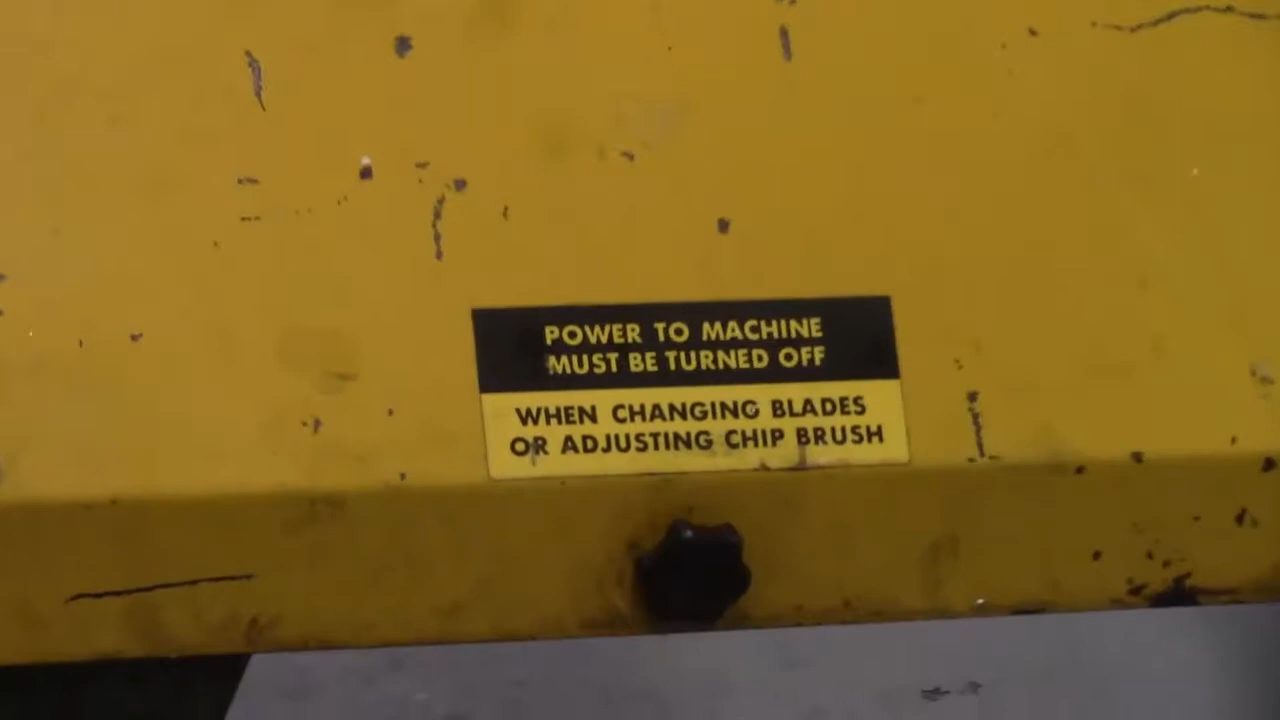 POWER TO MACHINE
MUST BE TURNED OFF
WHEN CHANGING BLADES
OR ADJUSTING CHIP BRUSH